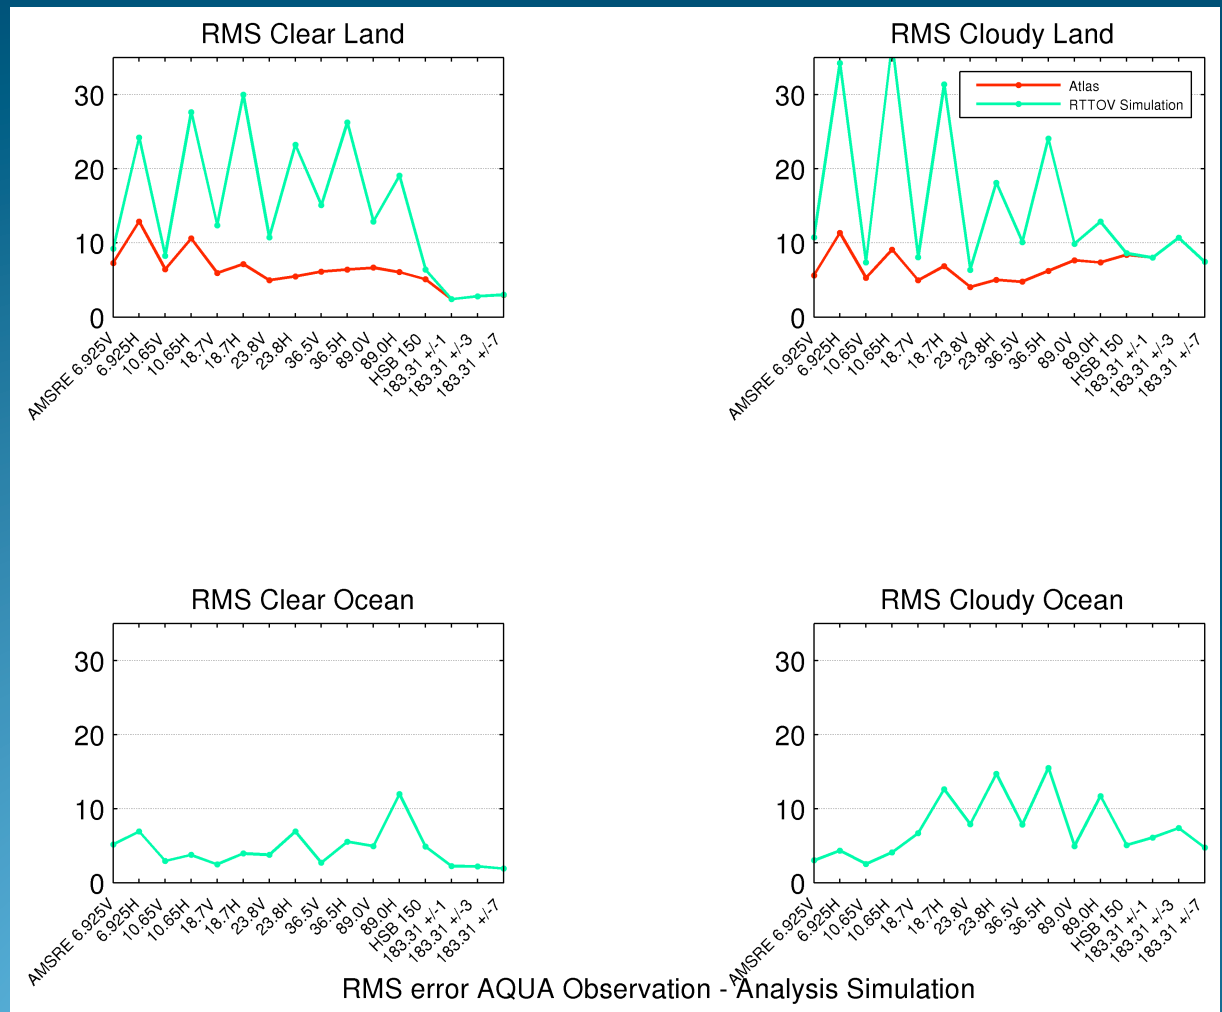 RMS Clear Land
30
20
10
0
AMSRE 6.925V
6.925H
10.65V
10.65H
18.7V
18.7H
23.8V
23.8H
36.5V
36.5H
89.0V
89.0H
HSB 150
183.31 +/-1
183.31 +/-3
183.31 +/-7
RMS Cloudy Land
Atlas
RTTOV Simulation
30
20
10
0
AMSRE 6.925V
6.925H
10.65V
10.65H
18.7V
18.7H
23.8V
23.8H
36.5V
36.5H
89.0V
89.0H
HSB 150
183.31 +/-1
183.31 +/-3
183.31 +/-7
RMS Clear Ocean
30
20
10
0
AMSRE 6.925V
6.925H
10.65V
10.65H
18.7V
18.7H
23.8V
23.8H
36.5V
36.5H
89.0V
89.0H
HSB 150
183.31 +/-1
183.31 +/-3
183.31 +/-7
RMS Cloudy Ocean
30
20
10
0
AMSRE 6.925V
6.925H
10.65V
10.65H
18.7V
18.7H
23.8V
23.8H
36.5V
36.5H
89.0V
89.0H
HSB 150
183.31 +/-1
183.31 +/-3
183.31 +/-7
RMS error AQUA Observation - Analysis Simulation